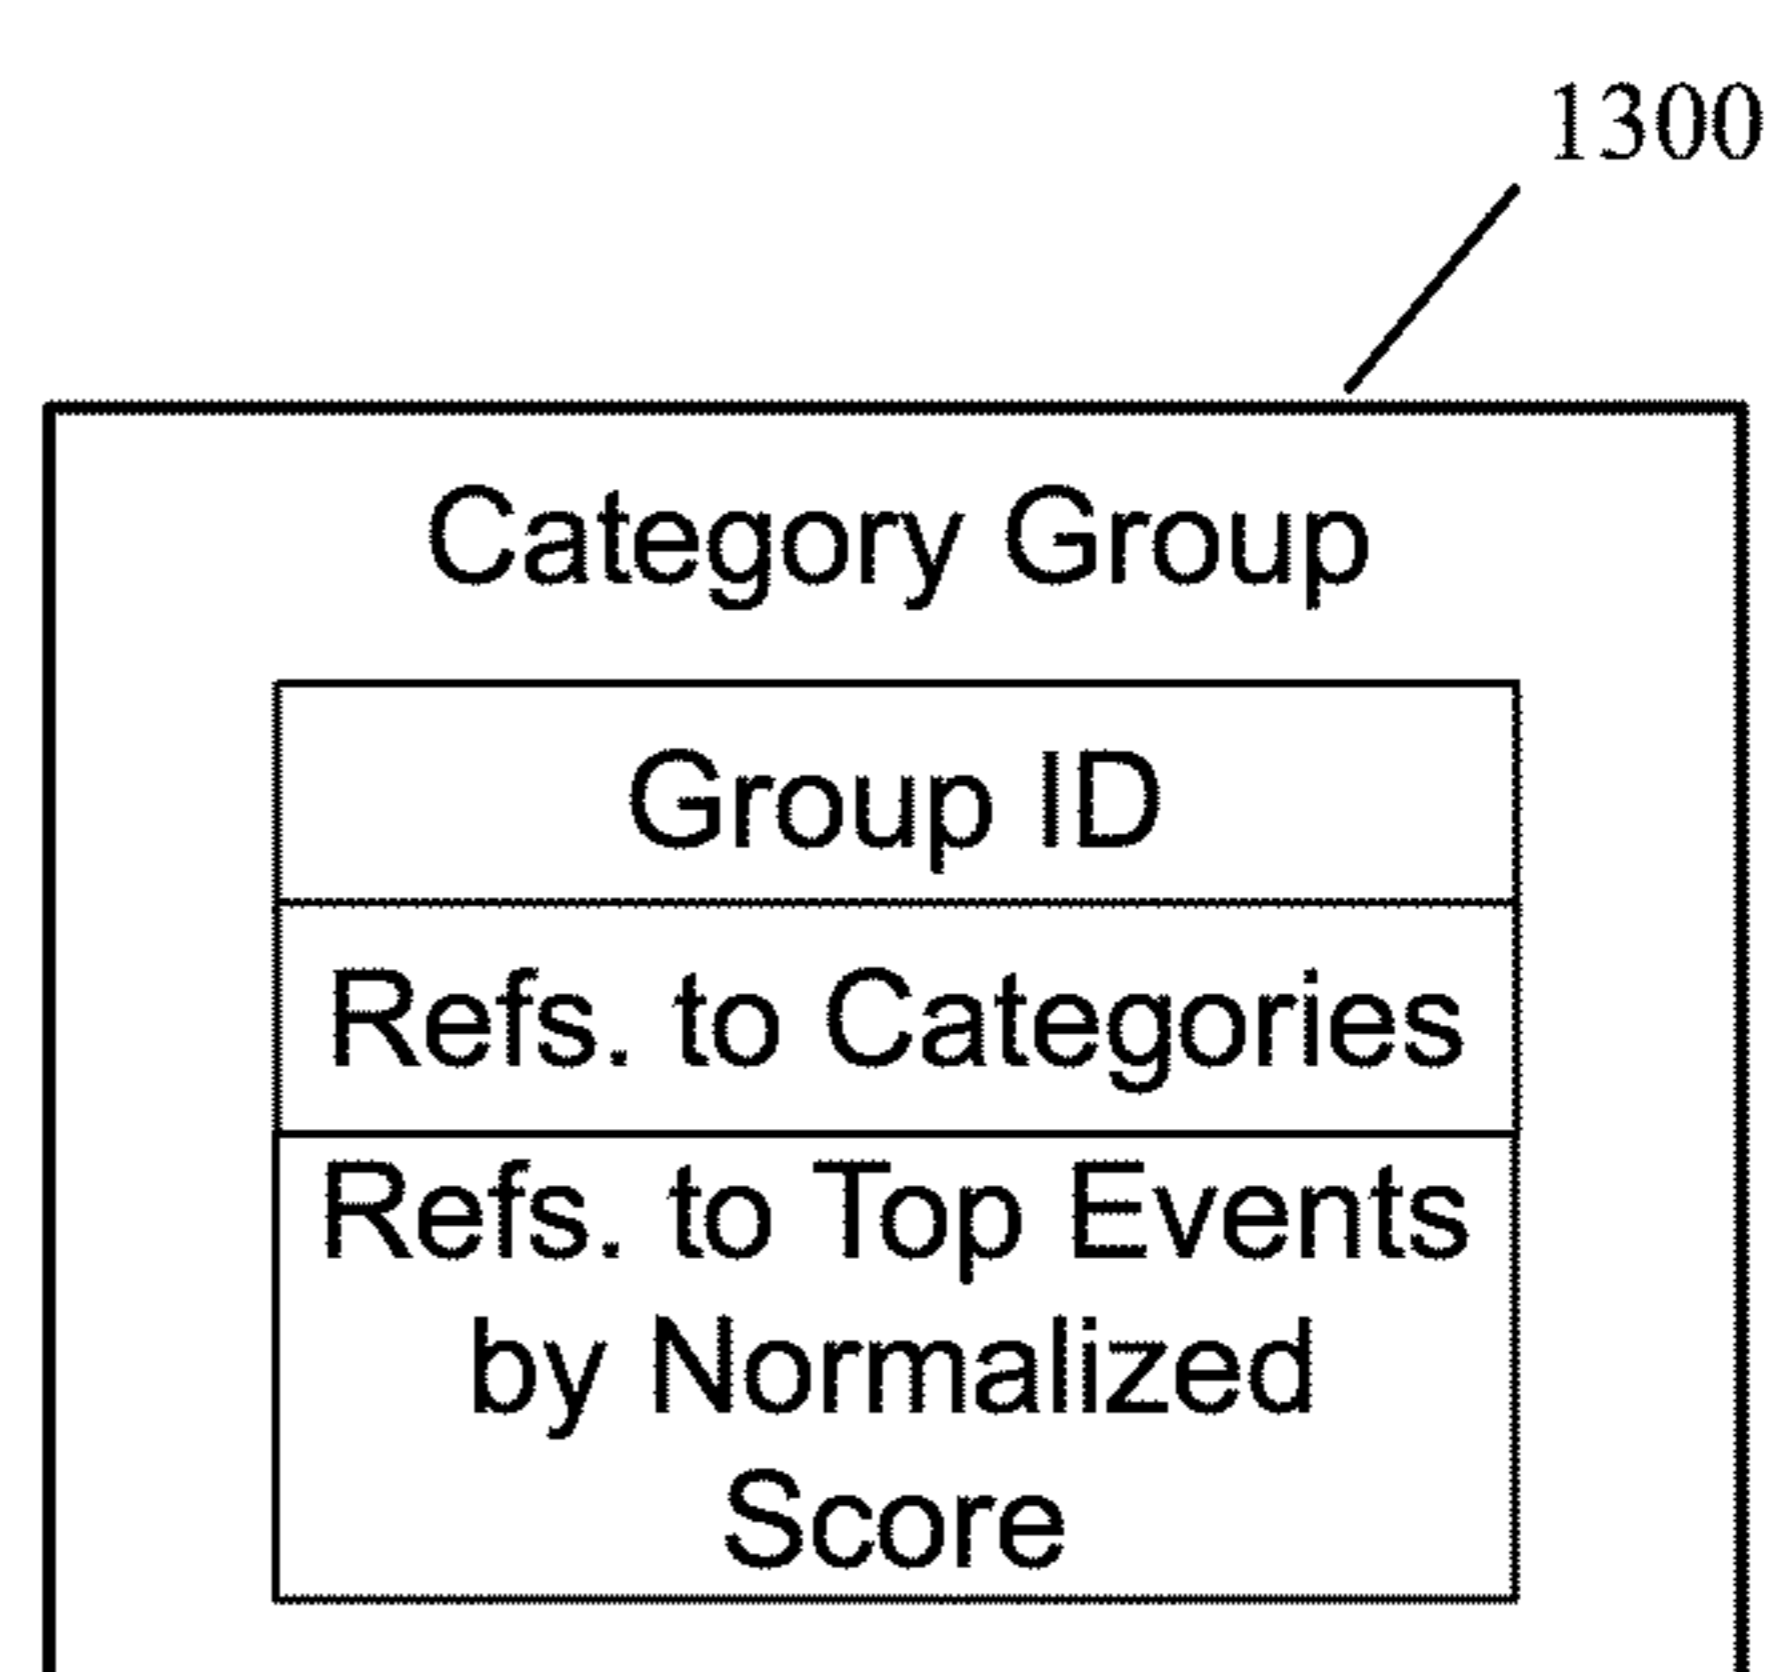 1300
Category Group
Group ID
Refs. to Categories
Refs. to Top Events
by Normalized
Score